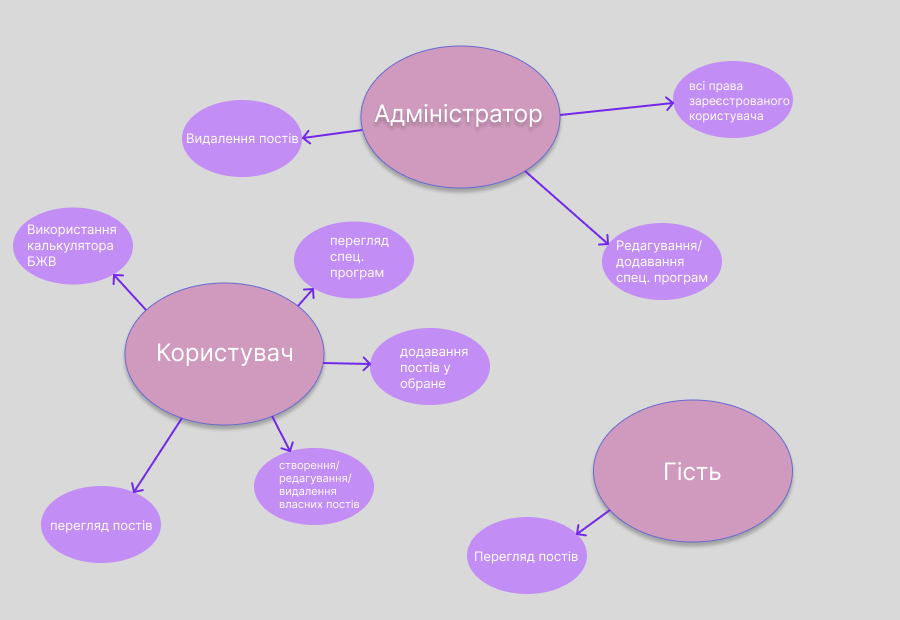 Адміністратор
всі права
зареєстрованого
користувача
Видалення постів
Редагування/
додавання
спец. програм
Використання
калькулятора
БЖВ
перегляд
спец.
програм
Користувач
додавання
постів у
обране
створення/
редагування/
видалення
власних постів
перегляд постів
Гість
Перегляд постів